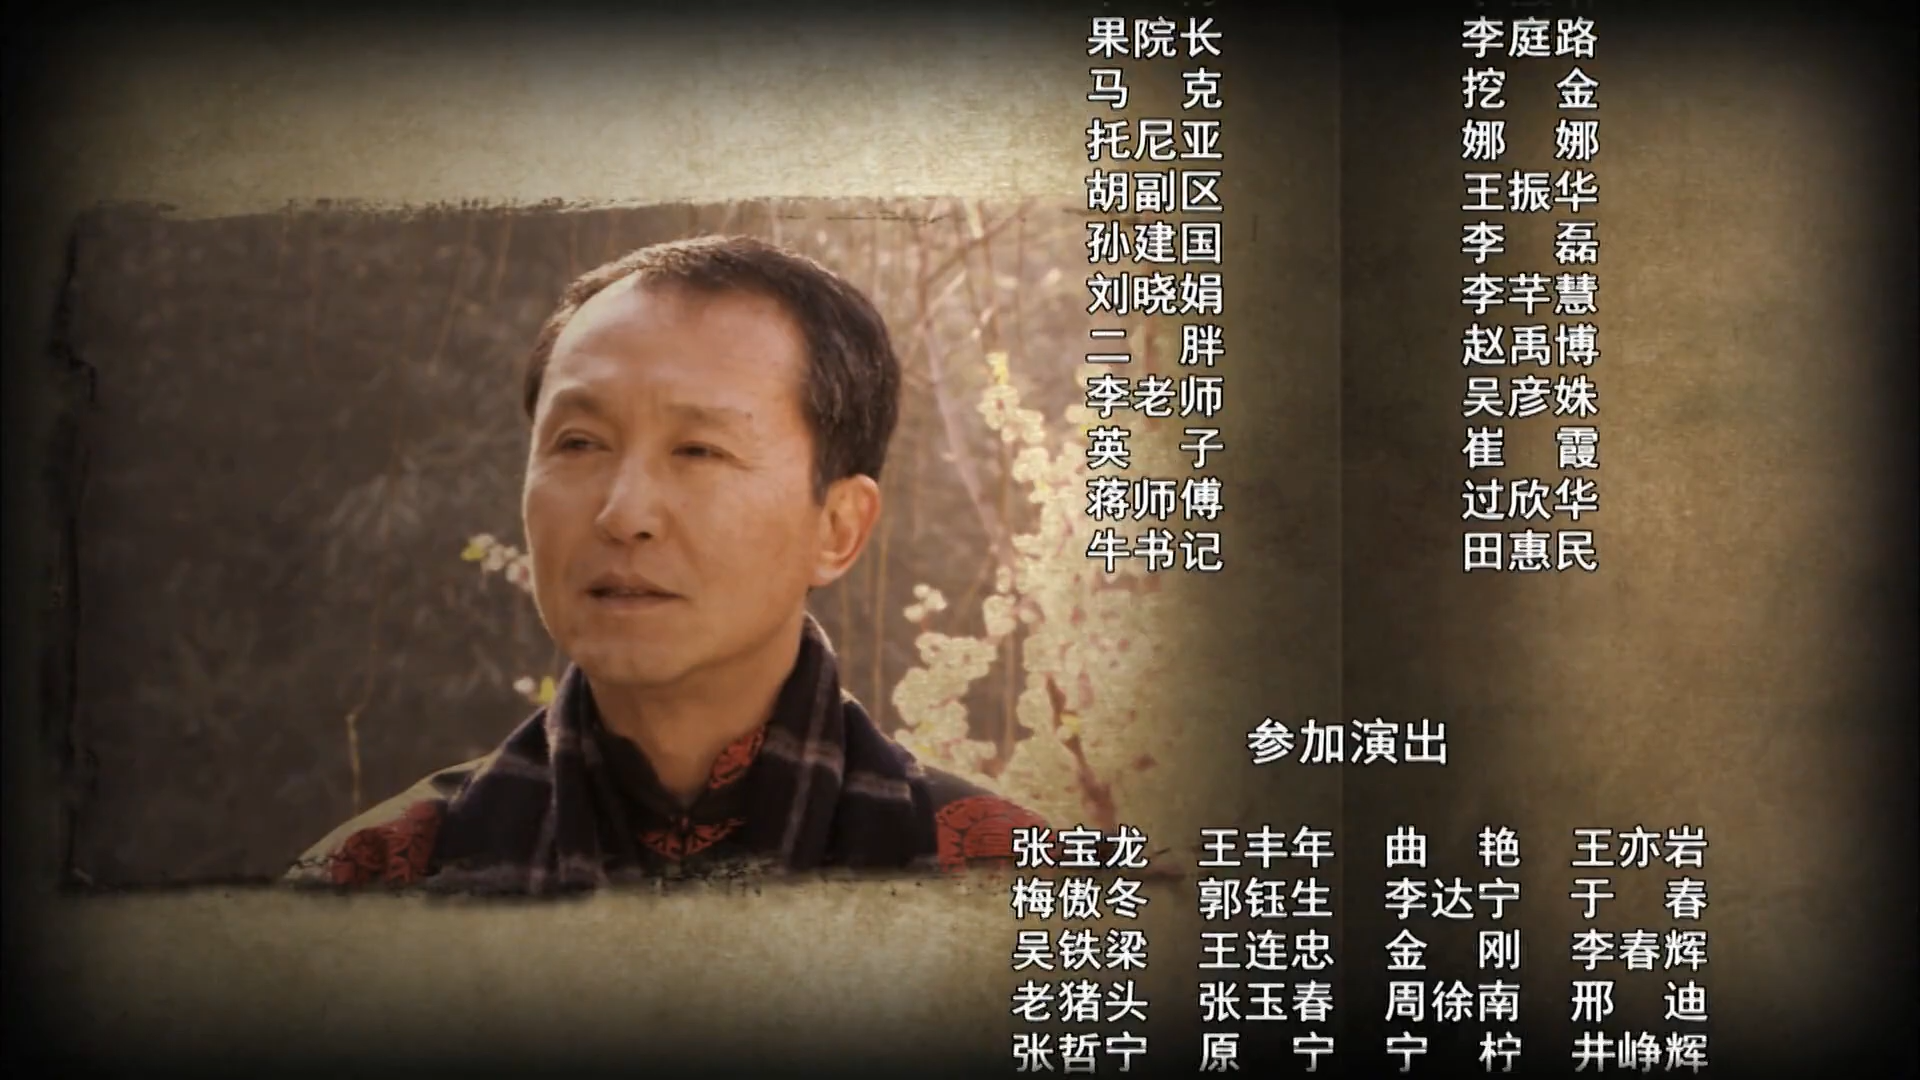 果院长 李庭路
马克 挖金
托尼亚 娜娜
胡副区 王振华
孙建国 李磊
刘晓娟 李芊慧
二胖 赵禹博
李老师 吴彦姝
英子 崔霞
蒋师傅 过欣华
牛书记 田惠民
参加演出
张宝龙 王丰年 曲艳 王亦岩
梅傲冬 郭钰生 李达宁 于春
吴铁梁 王连忠 金刚 李春辉
老猪头 张玉春 周徐南 邢迪
张哲宁 原宁 宁柠 井峥辉